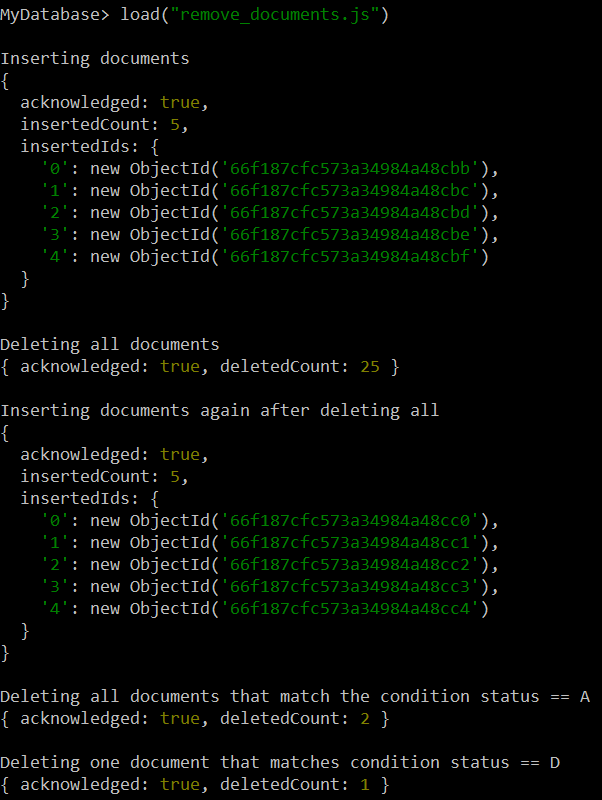 MyDatabase> load("remove_documents.js")
Inserting documents
{
  acknowledged: true,
  insertedCount: 5,
  insertedIds: {
    '0': new ObjectId('66f187cfc573a34984a48cbb'),
    '1': new ObjectId('66f187cfc573a34984a48cbc'),
    '2': new ObjectId('66f187cfc573a34984a48cbd'),
    '3': new ObjectId('66f187cfc573a34984a48cbe'),
    '4': new ObjectId('66f187cfc573a34984a48cbf')
  }
}
Deleting all documents
{ acknowledged: true, deletedCount: 25 }
Inserting documents again after deleting all
{
  acknowledged: true,
  insertedCount: 5,
  insertedIds: {
    '0': new ObjectId('66f187cfc573a34984a48cc0'),
    '1': new ObjectId('66f187cfc573a34984a48cc1'),
    '2': new ObjectId('66f187cfc573a34984a48cc2'),
    '3': new ObjectId('66f187cfc573a34984a48cc3'),
    '4': new ObjectId('66f187cfc573a34984a48cc4')
  }
}
Deleting all documents that match the condition status == A
{ acknowledged: true, deletedCount: 2 }
Deleting one document that matches condition status == D
{ acknowledged: true, deletedCount: 1 }